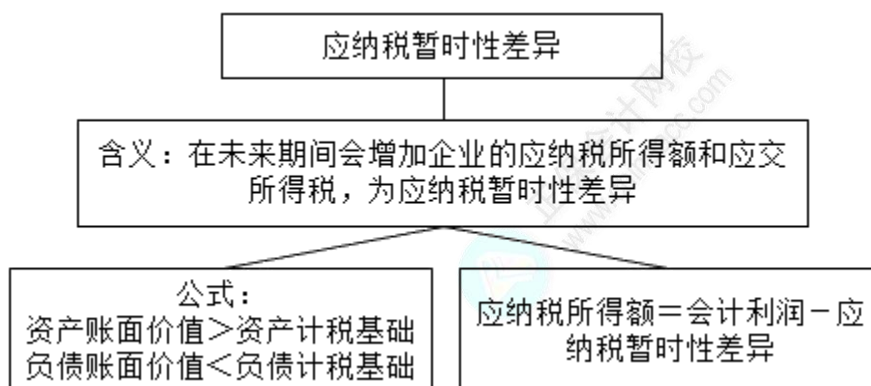 应纳税暂时性差异
含义：在未来期间会增加企业的应纳税所得额和应交
所得税，为应纳税暂时性差异
公式：
资产账面价值＞资产计税基础
负债账面价值＜负债计税基础
应纳税所得额＝会计利润－应
纳税暂时性差异